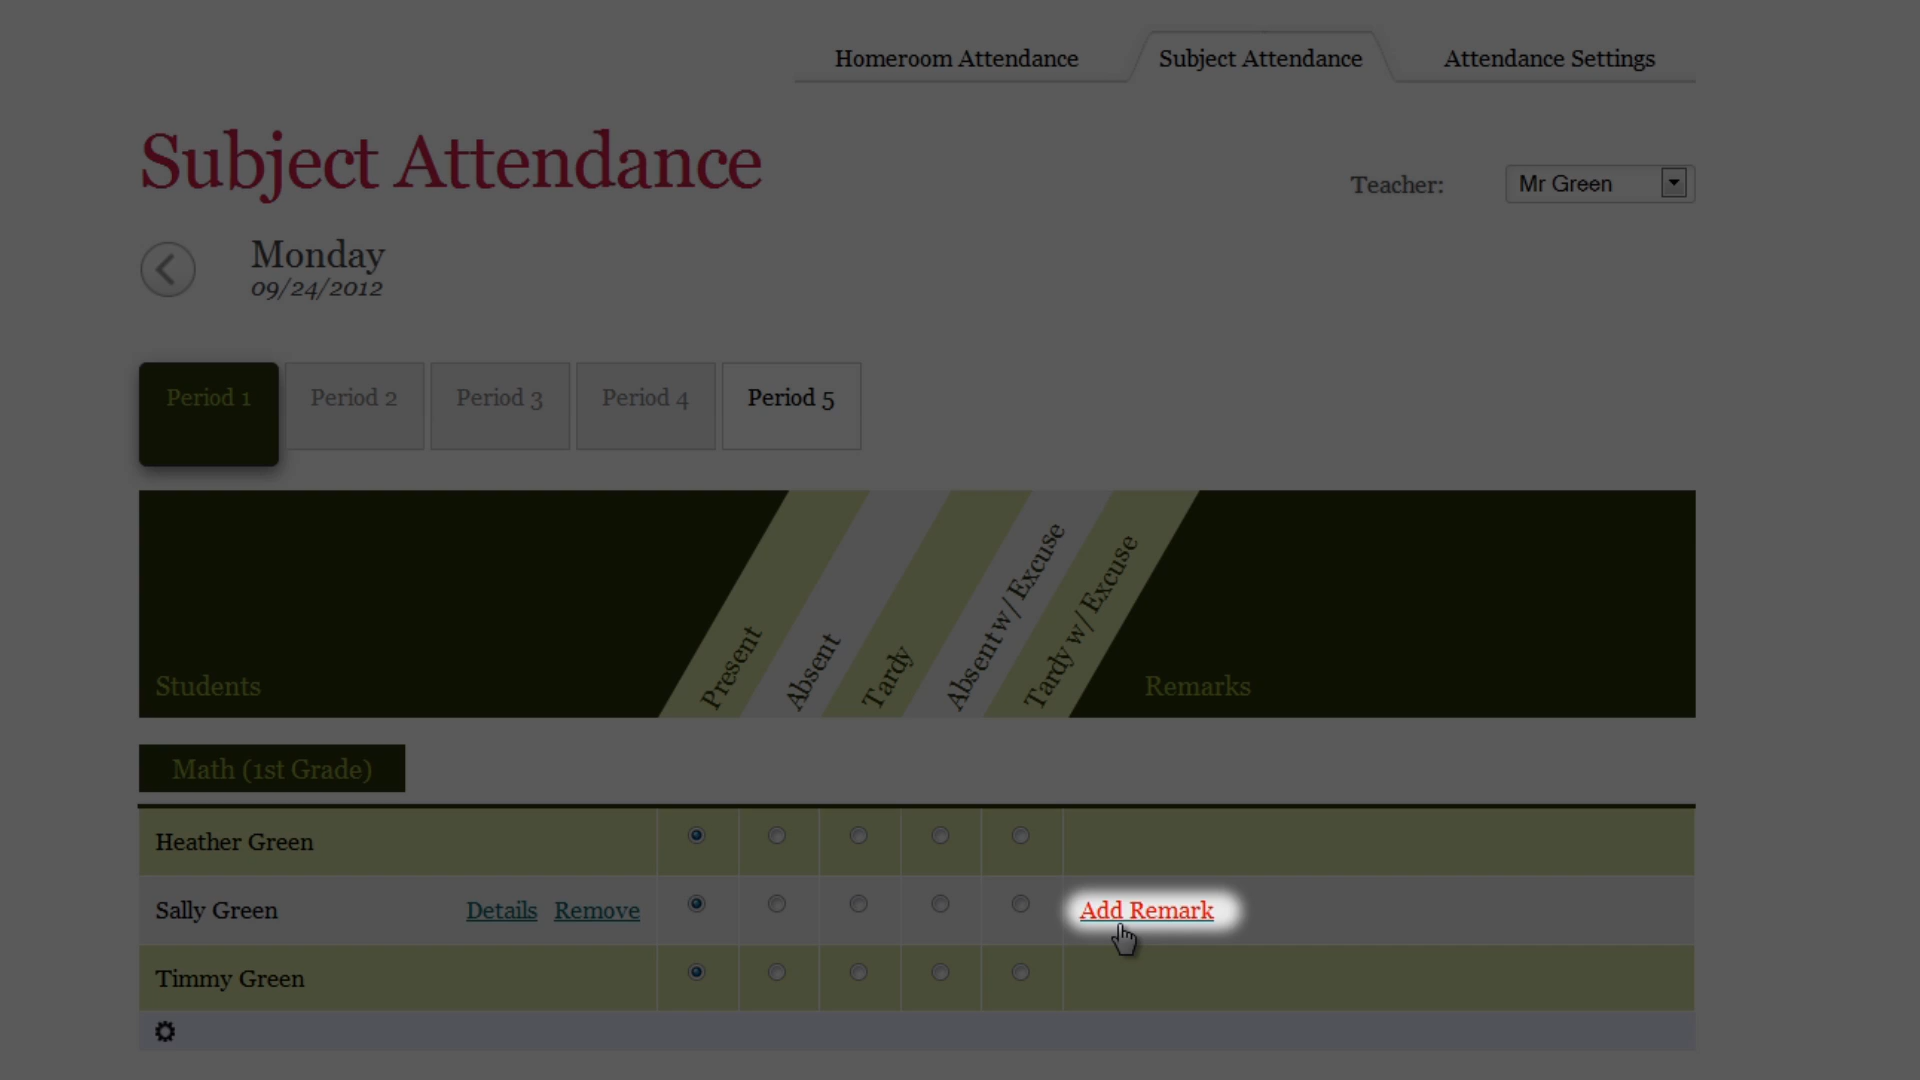 Homeroom Attendance Subject Attendance Attendance Settings
Subject Attendance
Teacher: Mr Green
Monday
09/24/2012
Period 1 Period 2 Period 3 Period 4 Period 5
Students Present Absent Tardy Absent w/ Excuse Tardy w/ Excuse Remarks
Math (1st Grade)
Heather Green
Sally Green Details Remove Add Remark
Timmy Green